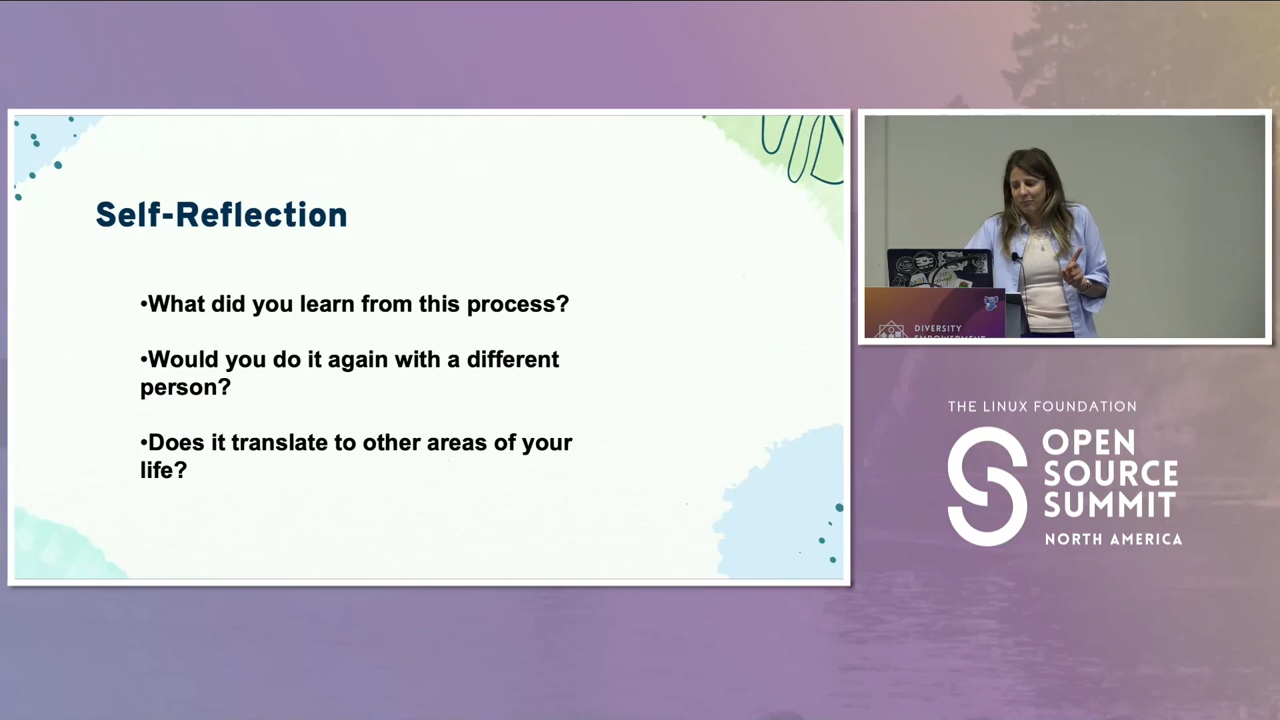 Self-Reflection
•What did you learn from this process?
•Would you do it again with a different
person?
•Does it translate to other areas of your
life?
DIVERSITY
EMPOWERMENT
THE LINUX FOUNDATION
OPEN
SOURCE
SUMMIT
NORTH AMERICA